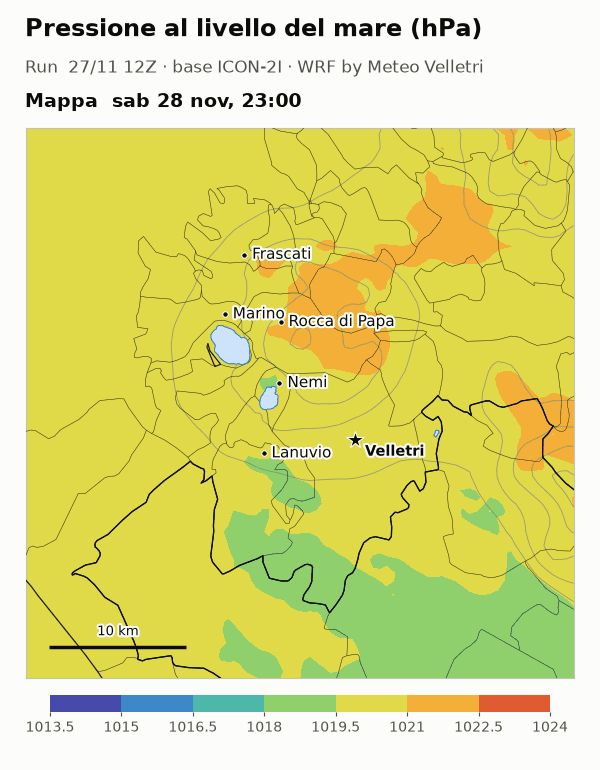 Pressione al livello del mare (hPa)
Run  27/11 12Z · base ICON-2I · WRF by Meteo Velletri
Mappa  sab 28 nov, 23:00
Frascati
Marino
Rocca di Papa
Nemi
Velletri
Lanuvio
10 km
1013.5 1015 1016.5 1018 1019.5 1021 1022.5 1024